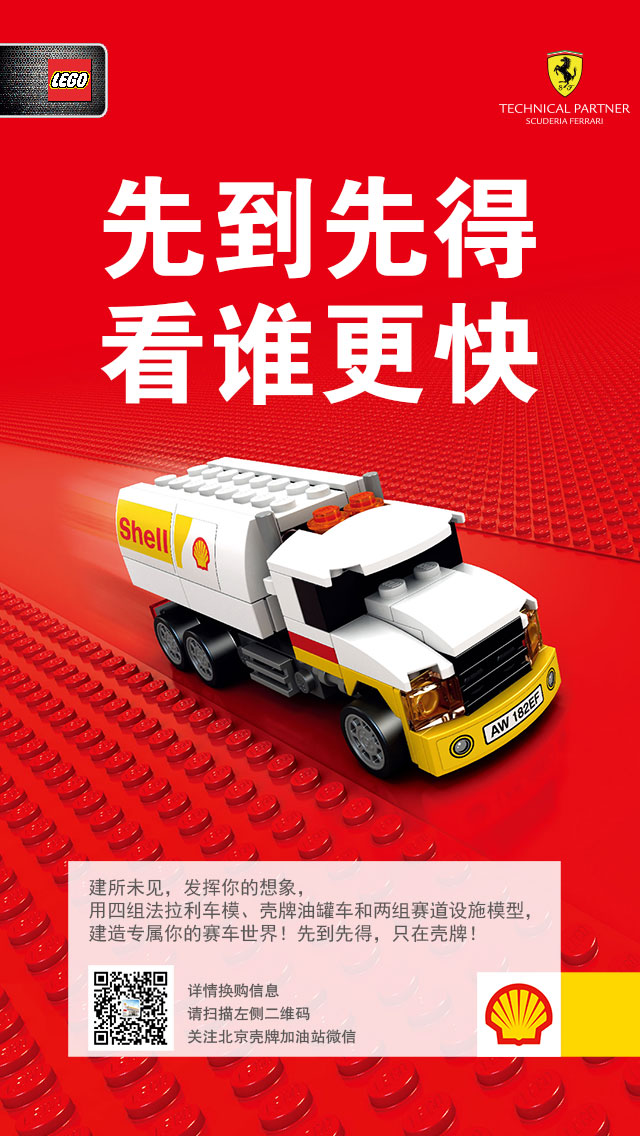 LEGO
TECHNICAL PARTNER
SCUDERIA FERRARI
先到先得
看谁更快
Shell
AW 182EF
建所未见，发挥你的想象，
用四组法拉利车模、壳牌油罐车和两组赛道设施模型，
建造专属你的赛车世界！先到先得，只在壳牌！
详情换购信息
请扫描左侧二维码
关注北京壳牌加油站微信